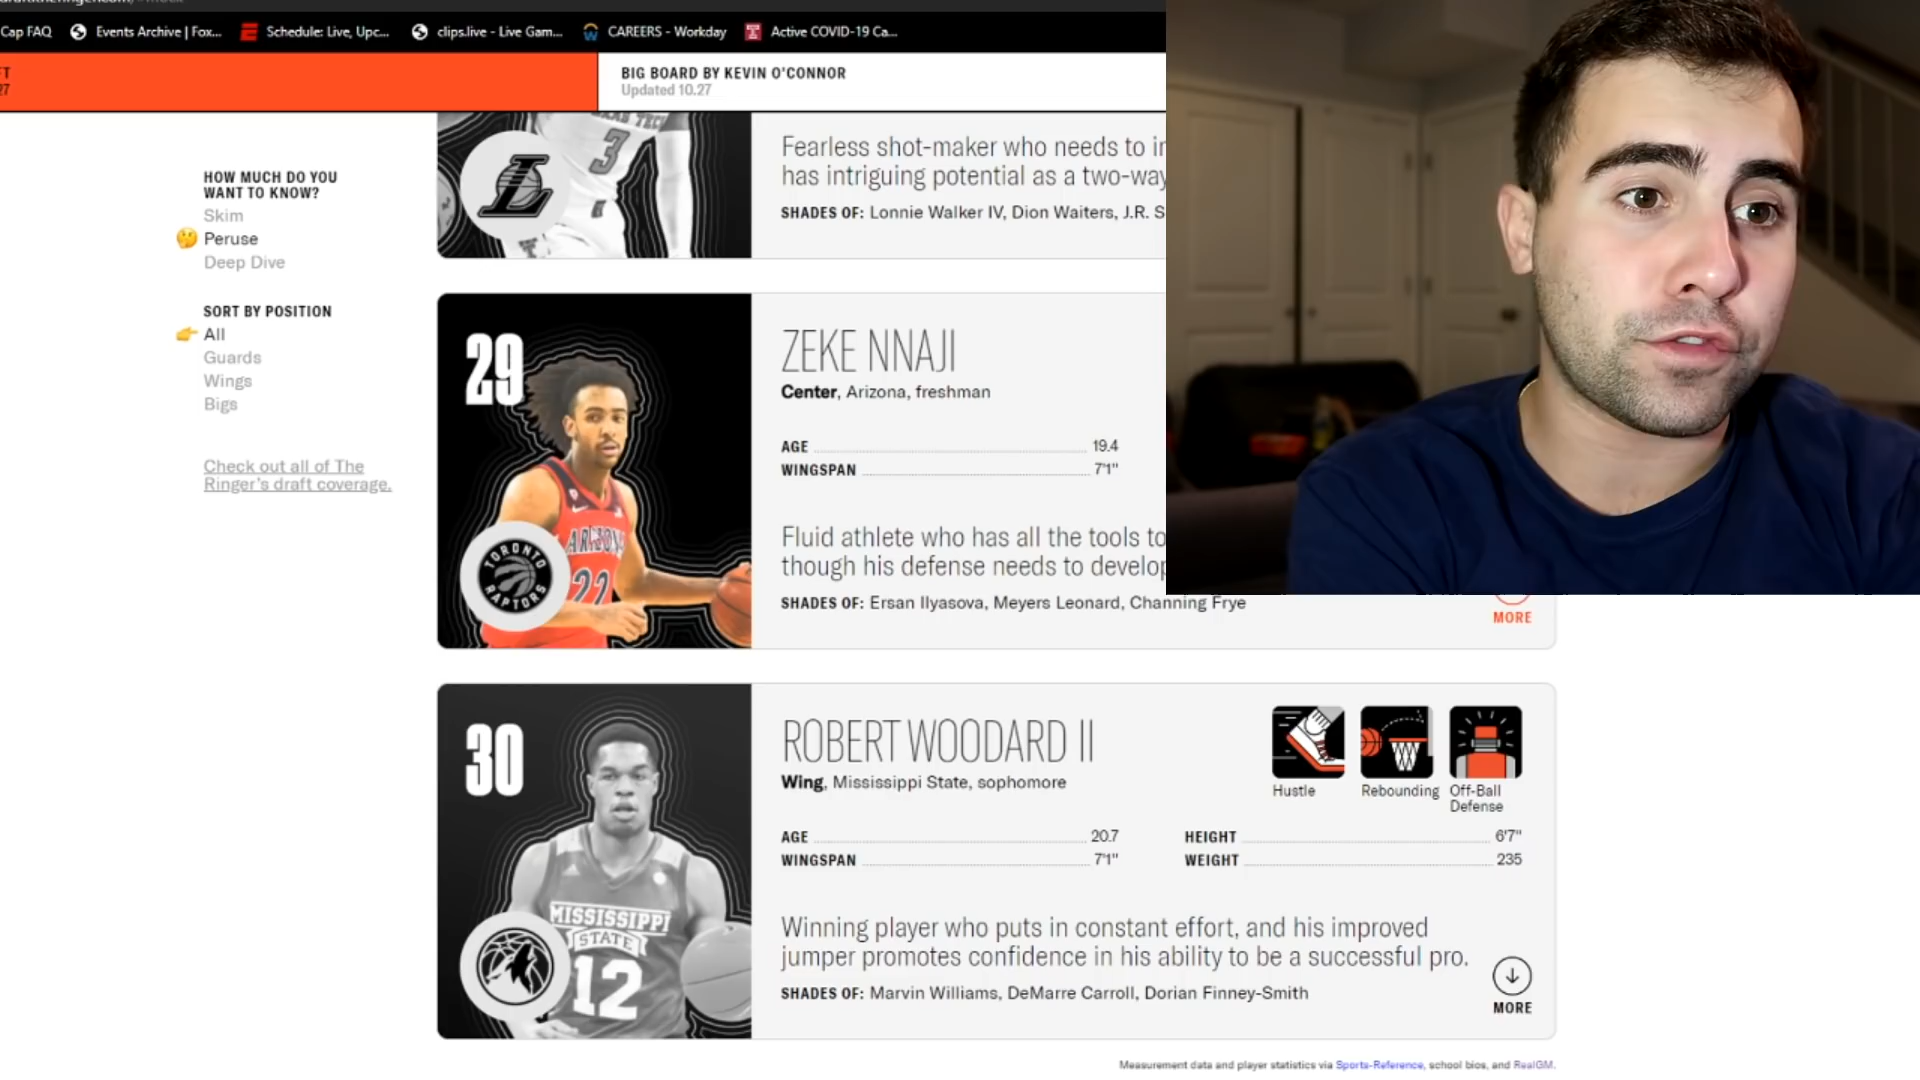 Cap FAQ
Events Archive | Fox...
Schedule: Live, Upc...
clips.live - Live Gam...
CAREERS - Workday
Active COVID-19 Ca...
FT
27
BIG BOARD BY KEVIN O'CONNOR
Updated 10.27
HOW MUCH DO YOU
WANT TO KNOW?
Skim
Peruse
Deep Dive
SORT BY POSITION
All
Guards
Wings
Bigs
Check out all of The
Ringer's draft coverage.
TEXAS TECH
3
L
Fearless shot-maker who needs to
has intriguing potential as a two-way
SHADES OF: Lonnie Walker IV, Dion Waiters, J.R. S
29
ARIZONA
22
TORONTO
RAPTORS
ZEKE NNAJI
Center, Arizona, freshman
AGE 19.4
WINGSPAN 7'1"
Fluid athlete who has all the tools to
though his defense needs to develop
SHADES OF: Ersan Ilyasova, Meyers Leonard, Channing Frye
MORE
30
MISSISSIPPI
STATE
12
ROBERT WOODARD II
Wing, Mississippi State, sophomore
Hustle
Rebounding
Off-Ball
Defense
AGE 20.7
WINGSPAN 7'1"
HEIGHT 6'7"
WEIGHT 235
Winning player who puts in constant effort, and his improved
jumper promotes confidence in his ability to be a successful pro.
SHADES OF: Marvin Williams, DeMarre Carroll, Dorian Finney-Smith
MORE
Measurement data and player statistics via Sports-Reference, school bios, and RealGM.